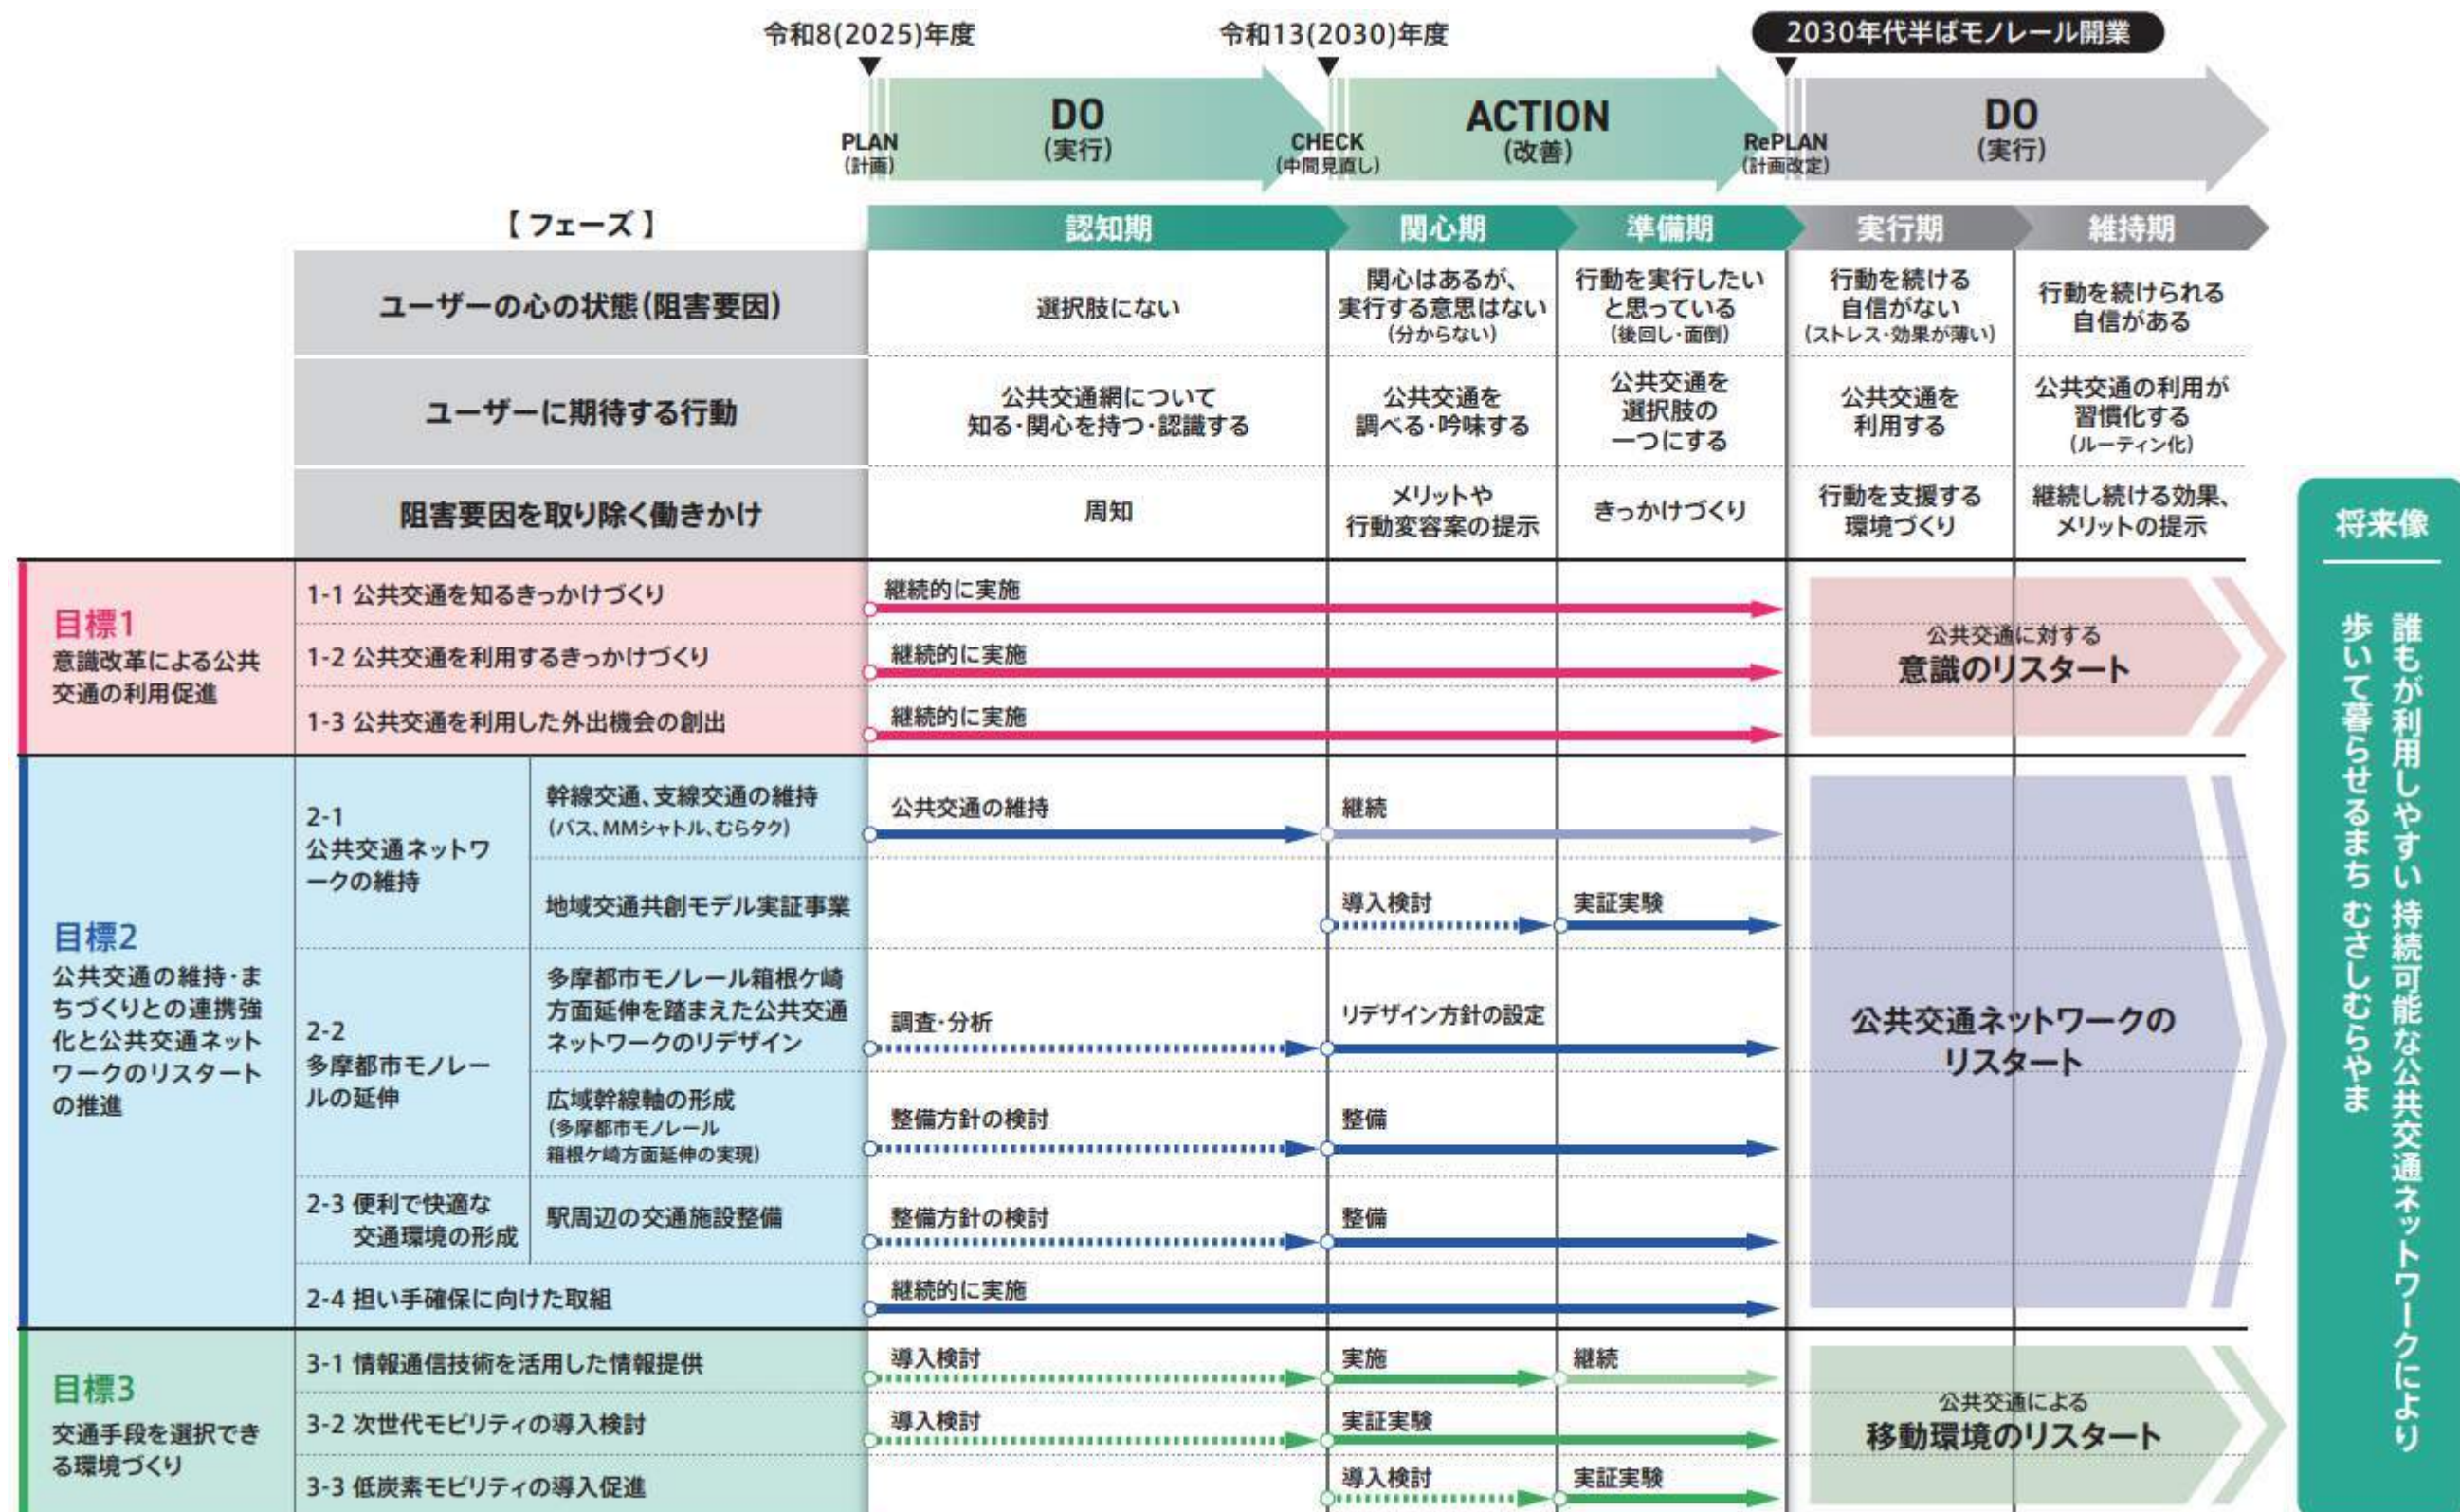 令和8(2025)年度
令和13(2030)年度
2030年代半ばモノレール開業
PLAN
(計画)
DO
(実行)
CHECK
(中間見直し)
ACTION
(改善)
RePLAN
(計画改定)
DO
(実行)
【フェーズ】
認知期
関心期
準備期
実行期
維持期
ユーザーの心の状態(阻害要因)
選択肢にない
関心はあるが、
実行する意思はない
(分からない)
行動を実行したい
と思っている
(後回し・面倒)
行動を続ける
自信がない
(ストレス・効果が薄い)
行動を続けられる
自信がある
ユーザーに期待する行動
公共交通網について
知る・関心を持つ・認識する
公共交通を
調べる・吟味する
公共交通を
選択肢の
一つにする
公共交通を
利用する
公共交通の利用が
習慣化する
(ルーティン化)
阻害要因を取り除く働きかけ
周知
メリットや
行動変容案の提示
きっかけづくり
行動を支援する
環境づくり
継続し続ける効果、
メリットの提示
目標1
意識改革による公共
交通の利用促進
1-1 公共交通を知るきっかけづくり
継続的に実施
1-2 公共交通を利用するきっかけづくり
継続的に実施
1-3 公共交通を利用した外出機会の創出
継続的に実施
公共交通に対する
意識のリスタート
目標2
公共交通の維持・ま
ちづくりとの連携強
化と公共交通ネット
ワークのリスタート
の推進
2-1
公共交通ネットワ
ークの維持
幹線交通、支線交通の維持
(バス、MMシャトル、むらタク)
公共交通の維持
継続
地域交通共創モデル実証事業
導入検討
実証実験
2-2
多摩都市モノレー
ルの延伸
多摩都市モノレール箱根ケ崎
方面延伸を踏まえた公共交通
ネットワークのリデザイン
調査・分析
リデザイン方針の設定
広域幹線軸の形成
(多摩都市モノレール
箱根ケ崎方面延伸の実現)
整備方針の検討
整備
2-3 便利で快適な
交通環境の形成
駅周辺の交通施設整備
整備方針の検討
整備
2-4 担い手確保に向けた取組
継続的に実施
公共交通ネットワークの
リスタート
目標3
交通手段を選択でき
る環境づくり
3-1 情報通信技術を活用した情報提供
導入検討
実施
継続
3-2 次世代モビリティの導入検討
導入検討
実証実験
3-3 低炭素モビリティの導入促進
導入検討
実証実験
公共交通による
移動環境のリスタート
将来像
誰もが利用しやすい 持続可能な公共交通ネットワークにより
歩いて暮らせるまち むさしむらやま